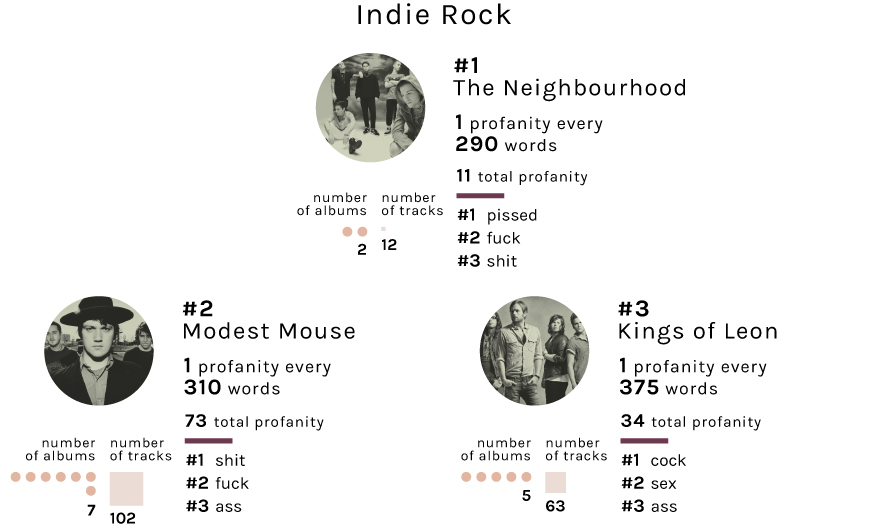 Indie Rock
#1
The Neighbourhood
1 profanity every
290 words
11 total profanity
number
of albums
2
number
of tracks
12
#1 pissed
#2 fuck
#3 shit
#2
Modest Mouse
1 profanity every
310 words
73 total profanity
number
of albums
7
number
of tracks
102
#1 shit
#2 fuck
#3 ass
#3
Kings of Leon
1 profanity every
375 words
34 total profanity
number
of albums
5
number
of tracks
63
#1 cock
#2 sex
#3 ass